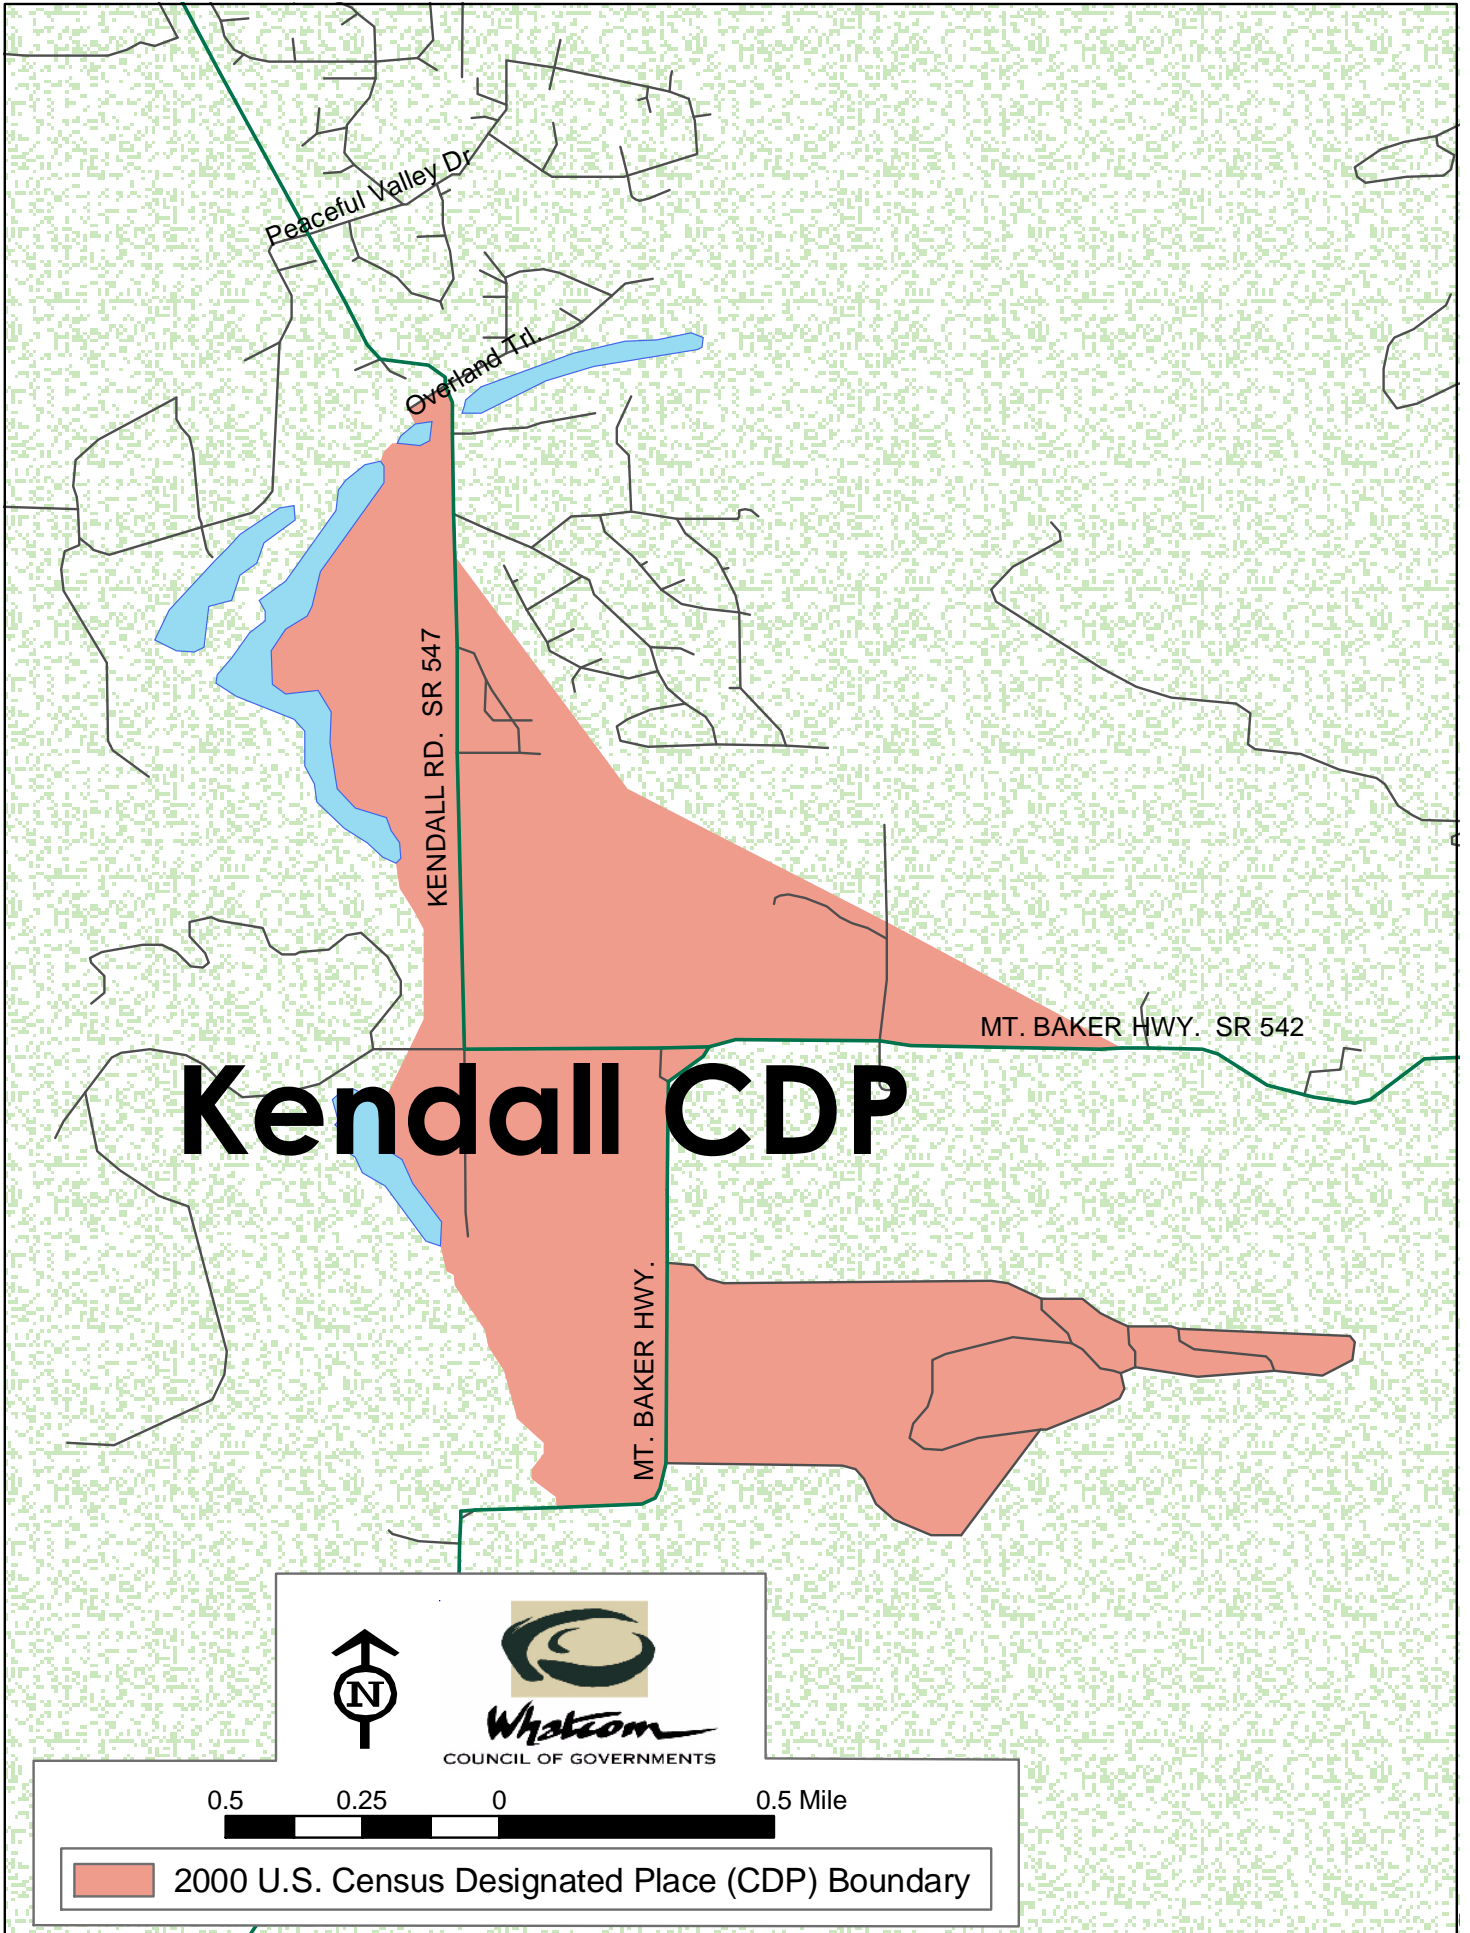 Peaceful Valley Dr
Overland Trl.
KENDALL RD.  SR 547
MT. BAKER HWY.  SR 542
Kendall CDP
MT. BAKER HWY.
N
Whatcom
COUNCIL OF GOVERNMENTS
0.5 0.25 0 0.5 Mile
2000 U.S. Census Designated Place (CDP) Boundary